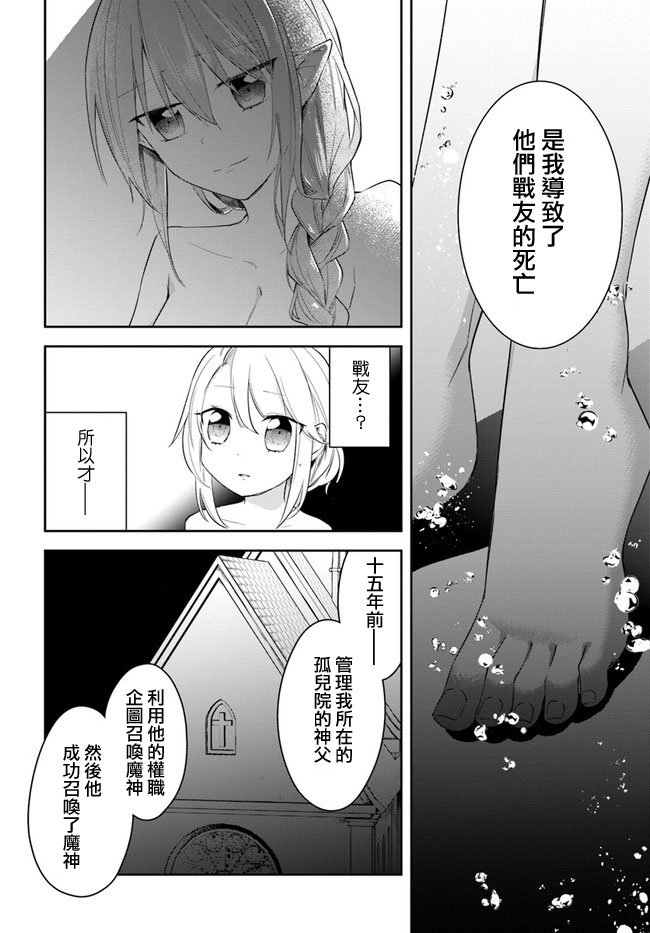 是我導致了
他們戰友的死亡
戰友…?
所以才——
十五年前——
管理我所在的
孤兒院的神父
利用他的權職
企圖召喚魔神
然後他
成功召喚了魔神